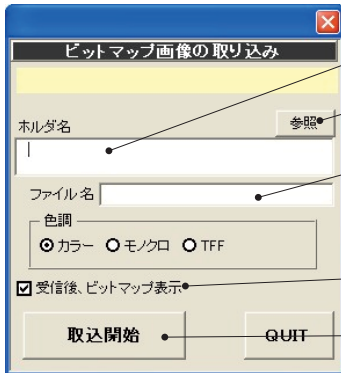 ビットマップ画像の取り込み
参照
ホルダ名
ファイル名
色調
カラー モノクロ TFF
受信後、ビットマップ表示
取込開始 QUIT